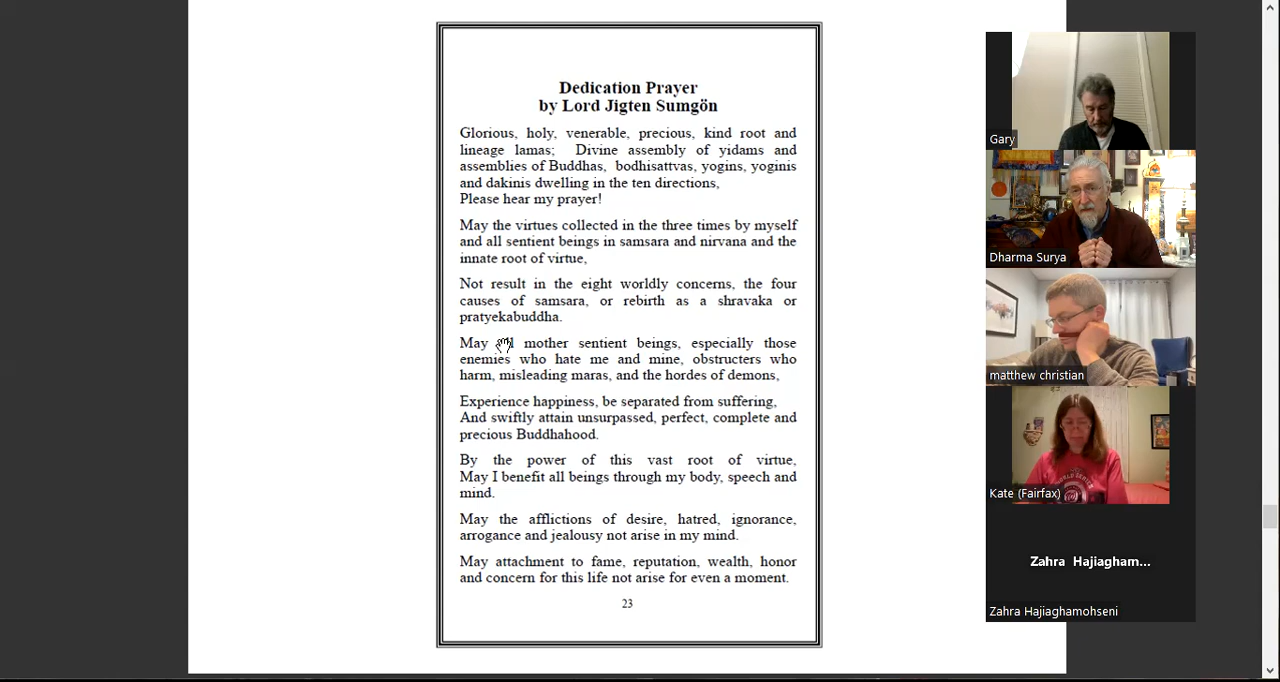 Dedication Prayer
by Lord Jigten Sumgön
Glorious, holy, venerable, precious, kind root and
lineage lamas; Divine assembly of yidams and
assemblies of Buddhas, bodhisattvas, yogins, yoginis
and dakinis dwelling in the ten directions,
Please hear my prayer!
May the virtues collected in the three times by myself
and all sentient beings in samsara and nirvana and the
innate root of virtue,
Not result in the eight worldly concerns, the four
causes of samsara, or rebirth as a shravaka or
pratyekabuddha.
May all mother sentient beings, especially those
enemies who hate me and mine, obstructers who
harm, misleading maras, and the hordes of demons,
Experience happiness, be separated from suffering,
And swiftly attain unsurpassed, perfect, complete and
precious Buddhahood.
By the power of this vast root of virtue,
May I benefit all beings through my body, speech and
mind.
May the afflictions of desire, hatred, ignorance,
arrogance and jealousy not arise in my mind.
May attachment to fame, reputation, wealth, honor
and concern for this life not arise for even a moment.
23
Gary
Dharma Surya
matthew christian
Kate (Fairfax)
Zahra Hajiagham...
Zahra Hajiaghamohseni